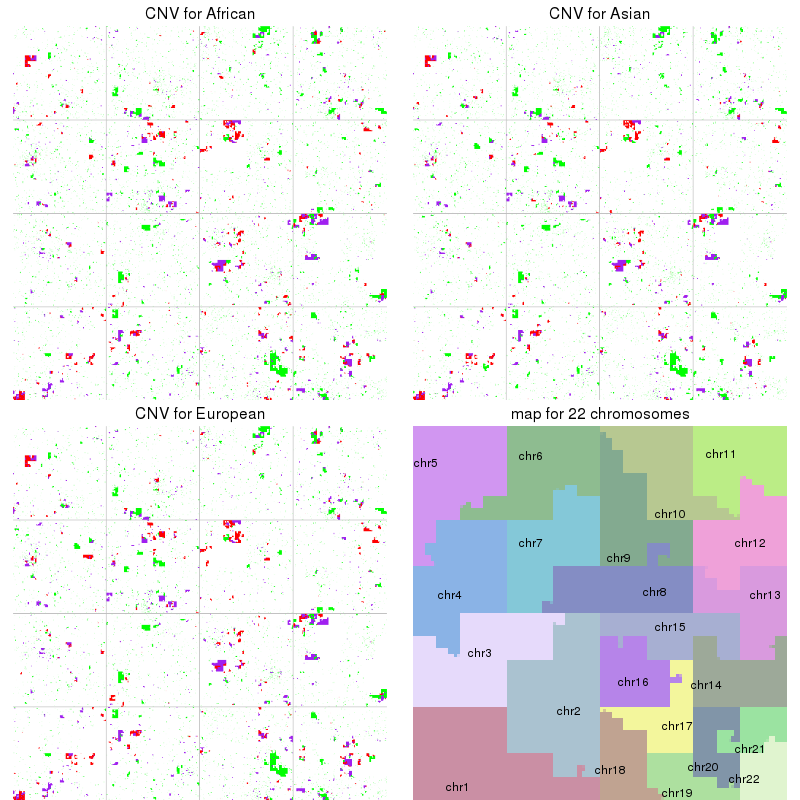 CNV for African
CNV for Asian
CNV for European
map for 22 chromosomes
chr5
chr6
chr11
chr10
chr7
chr12
chr9
chr4
chr8
chr13
chr15
chr3
chr16
chr14
chr2
chr17
chr21
chr18
chr20
chr22
chr1
chr19